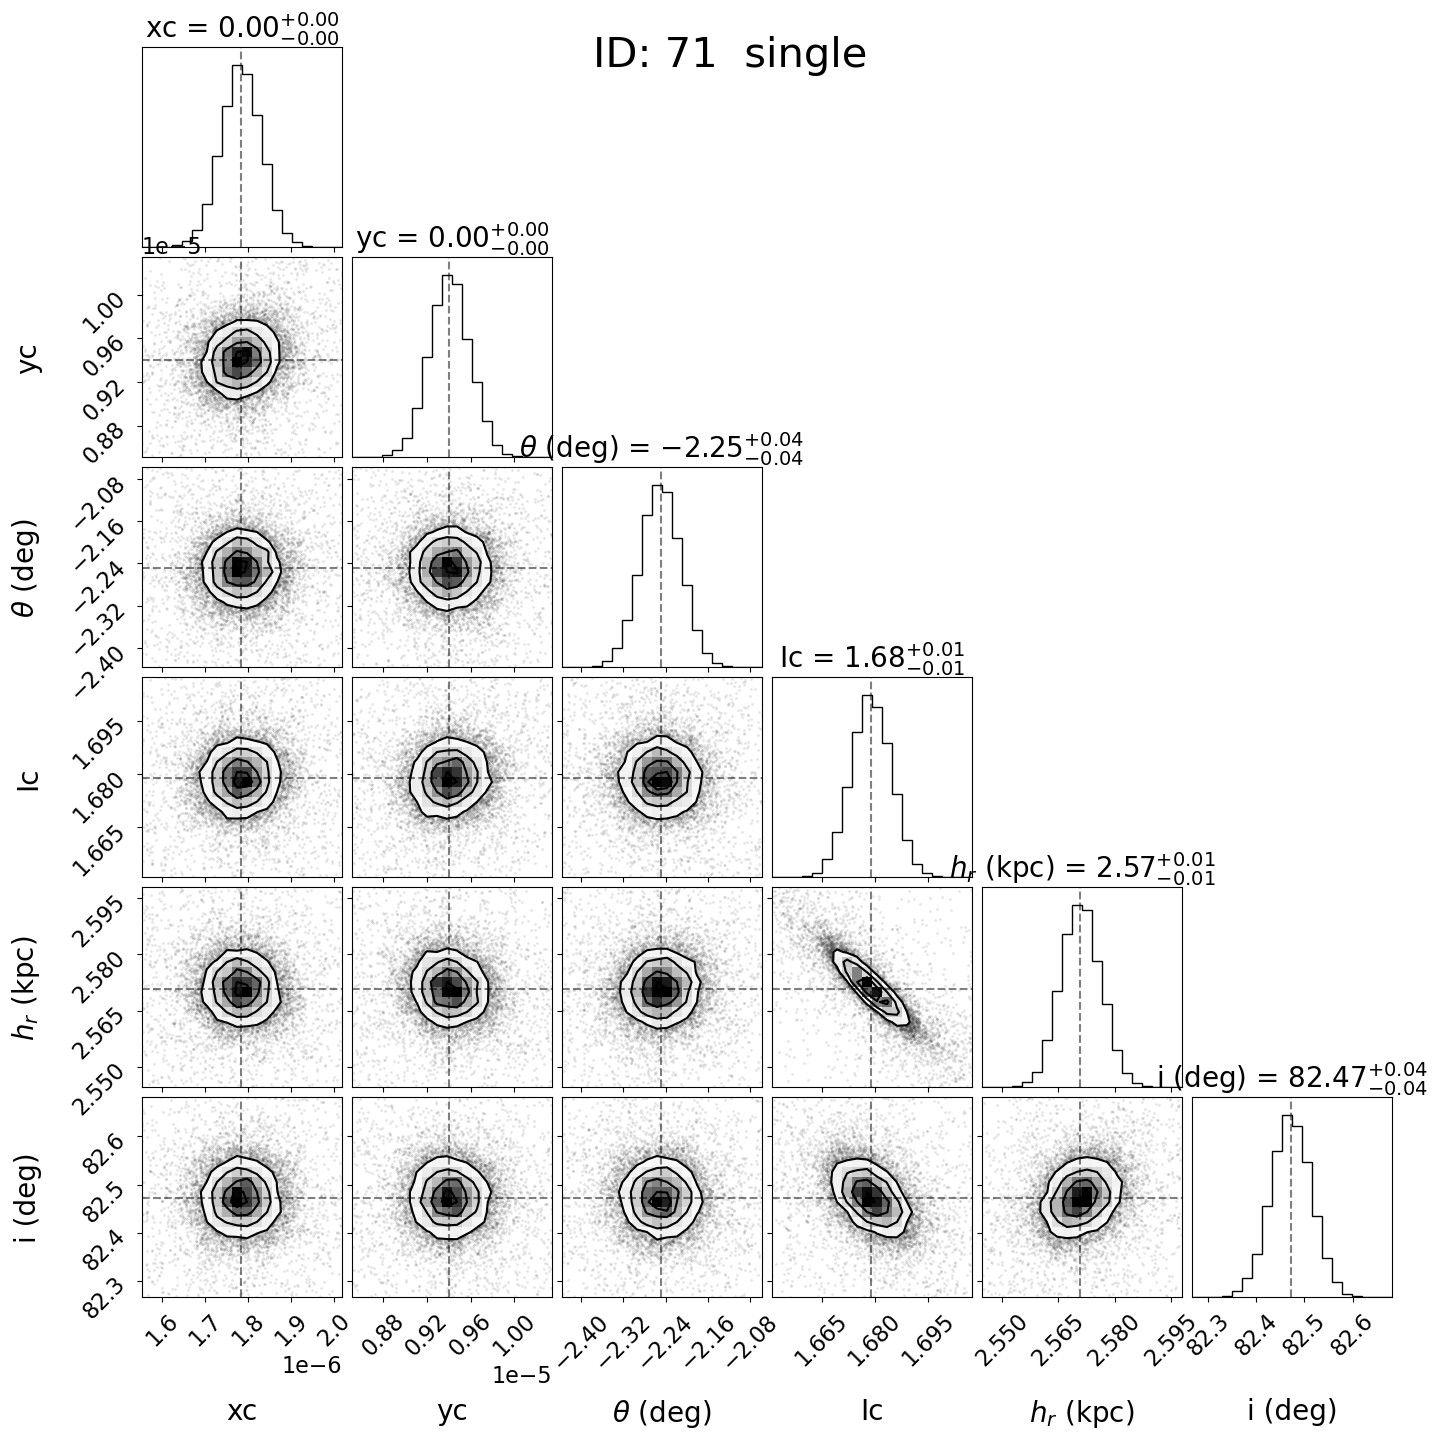 xc = 0.00+0.00−0.00
ID: 71 single
1e−5
yc = 0.00+0.00−0.00
yc
1.00
0.96
0.92
0.88
θ (deg) = −2.25+0.04−0.04
θ (deg)
−2.08
−2.16
−2.24
−2.32
−2.40
Ic = 1.68+0.01−0.01
Ic
1.695
1.680
1.665
hr (kpc) = 2.57+0.01−0.01
hr (kpc)
2.595
2.580
2.565
2.550
i (deg) = 82.47+0.04−0.04
i (deg)
82.6
82.5
82.4
82.3
1.6 1.7 1.8 1.9 2.0 0.88 0.92 0.96 1.00 −2.40 −2.32 −2.24 −2.16 −2.08 1.665 1.680 1.695 2.550 2.565 2.580 2.595 82.3 82.4 82.5 82.6
1e−6 1e−5
xc yc θ (deg) Ic hr (kpc) i (deg)